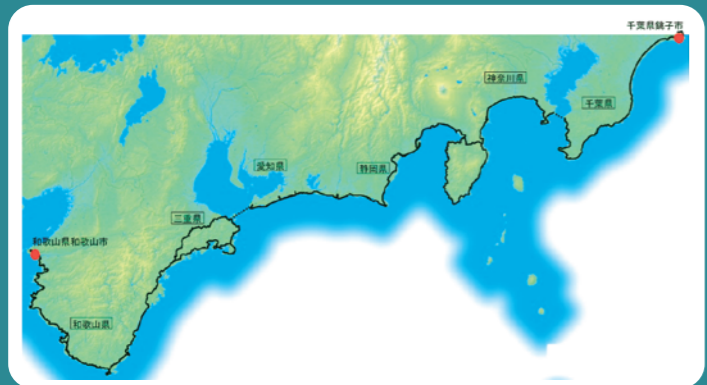 千葉県銚子市
神奈川県
千葉県
愛知県
静岡県
三重県
和歌山県和歌山市
和歌山県